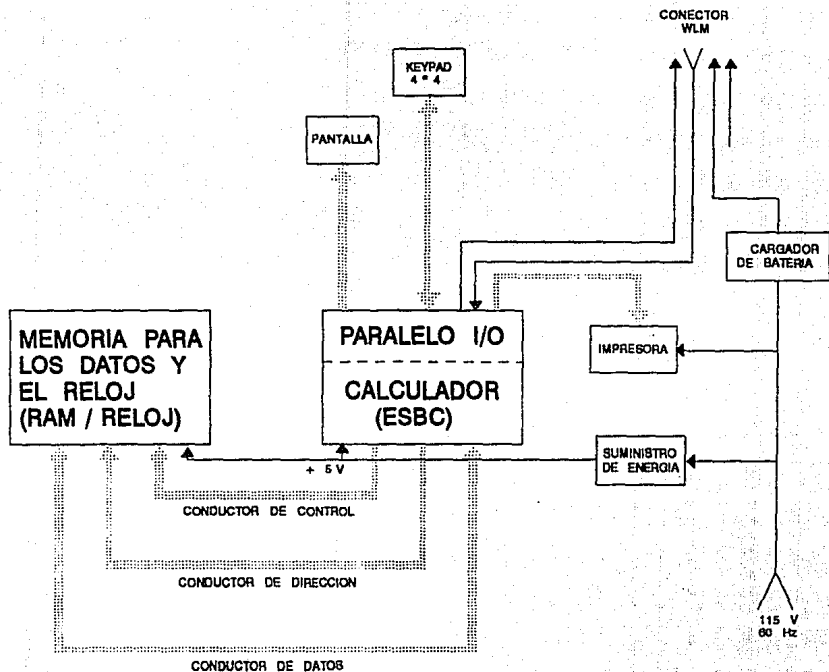 CONECTOR
WLM
KEYPAD
4 * 4
PANTALLA
CARGADOR
DE BATERIA
MEMORIA PARA
LOS DATOS Y
EL RELOJ
(RAM / RELOJ)
PARALELO I/O
CALCULADOR
(ESBC)
IMPRESORA
SUMINISTRO
DE ENERGIA
+ 5 V
CONDUCTOR DE CONTROL
CONDUCTOR DE DIRECCION
CONDUCTOR DE DATOS
115 V
60 Hz